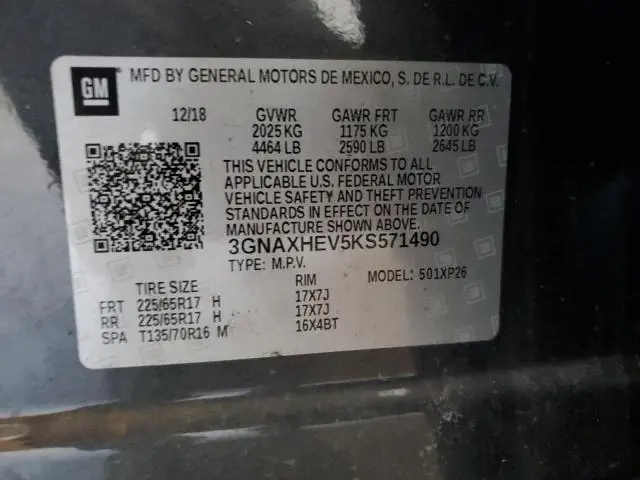 GM
MFD BY GENERAL MOTORS DE MEXICO, S. DE R.L. DE C.V.
12/18 GVWR GAWR FRT GAWR RR
2025 KG 1175 KG 1200 KG
4464 LB 2590 LB 2645 LB
THIS VEHICLE CONFORMS TO ALL
APPLICABLE U.S. FEDERAL MOTOR
VEHICLE SAFETY AND THEFT PREVENTION
STANDARDS IN EFFECT ON THE DATE OF
MANUFACTURE SHOWN ABOVE.
3GNAXHEV5KS571490
TYPE: M.P.V. MODEL: 501XP26
TIRE SIZE RIM
FRT 225/65R17 H 17X7J
RR 225/65R17 H 17X7J
SPA T135/70R16 M 16X4BT